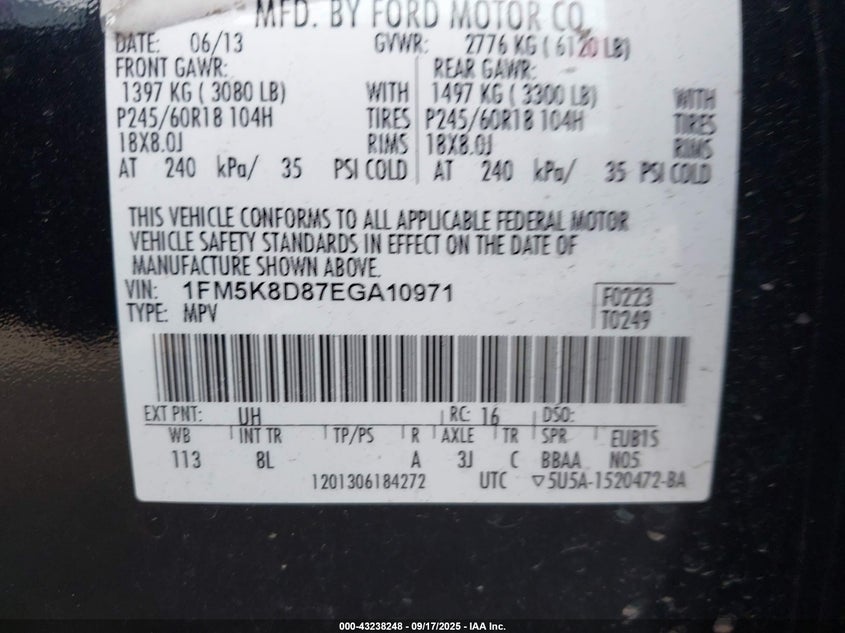 MFD. BY FORD MOTOR CO.
DATE: 06/13 GVWR: 2776 KG ( 6120 LB)
FRONT GAWR: REAR GAWR:
1397 KG ( 3080 LB) WITH 1497 KG ( 3300 LB) WITH
P245/60R18 104H TIRES P245/60R18 104H TIRES
18X8.0J RIMS 18X8.0J RIMS
AT 240 kPa/ 35 PSI COLD AT 240 kPa/ 35 PSI COLD
THIS VEHICLE CONFORMS TO ALL APPLICABLE FEDERAL MOTOR
VEHICLE SAFETY STANDARDS IN EFFECT ON THE DATE OF
MANUFACTURE SHOWN ABOVE.
VIN: 1FM5K8D87EGA10971 F0223
TYPE: MPV T0249
EXT PNT: UH RC: 16 DSO:
WB INT TR TP/PS R AXLE TR SPR EUB15
113 8L A 3J C BBAA N05
1201306184272 UTC ▽5U5A-1520472-BA
000-43238248 - 09/17/2025 - IAA Inc.